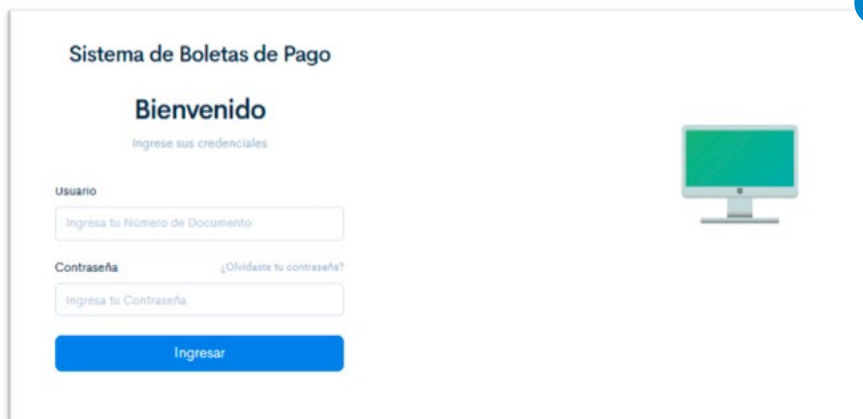 Sistema de Boletas de Pago
Bienvenido
Ingrese sus credenciales
Usuario
Ingresa tu Número de Documento
Contraseña ¿Olvidaste tu contraseña?
Ingresa tu Contraseña
Ingresar